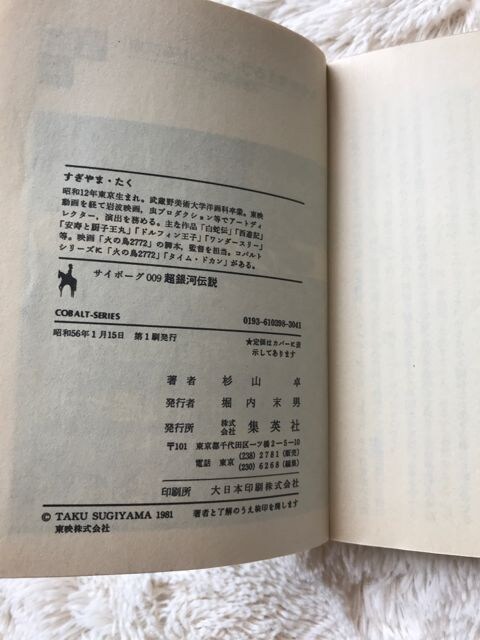 すぎやま・たく
昭和12年東京生まれ。武蔵野美術大学洋画科卒業。東映
動画を経て岩波映画,虫プロダクション等でアートディ
レクター,演出を務める。主な作品「白蛇伝」「西遊記」
「安寿と厨子王丸」「ドルフィン王子」「ワンダースリー」
等。映画「火の鳥2772」の脚本,監督を担当。コバルト
シリーズに「火の鳥2772」「タイム・ドカン」がある。
サイボーグ 009 超銀河伝説
COBALT-SERIES 0193-610398-3041
昭和56年1月15日 第1刷発行 ★定価はカバーに表
示してあります
著者 杉山卓
発行者 堀内末男
発行所 株式会社 集英社
〒101 東京都千代田区一ツ橋2-5-10
電話 東京 (238) 2781 (販売)
(230) 6268 (編集)
印刷所 大日本印刷株式会社
© TAKU SUGIYAMA 1981 著者と了解のうえ検印を廃します
東映株式会社